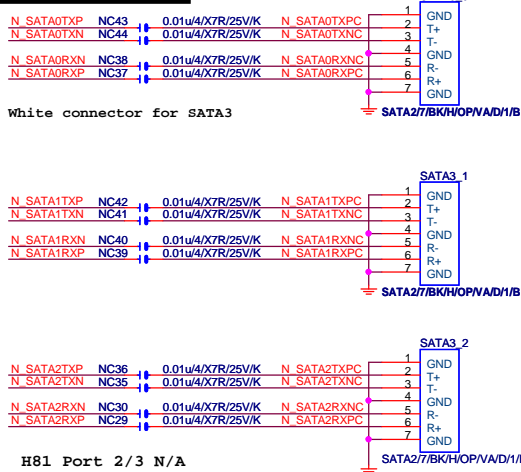 1 GND
N_SATA0TXP NC43 0.01u/4/X7R/25V/K N_SATA0TXPC 2 T+
N_SATA0TXN NC44 0.01u/4/X7R/25V/K N_SATA0TXNC 3 T-
4 GND
N_SATA0RXN NC38 0.01u/4/X7R/25V/K N_SATA0RXNC 5 R-
N_SATA0RXP NC37 0.01u/4/X7R/25V/K N_SATA0RXPC 6 R+
7 GND
White connector for SATA3
SATA2/7/BK/H/OP/VA/D/1/B
SATA3_1
1 GND
N_SATA1TXP NC42 0.01u/4/X7R/25V/K N_SATA1TXPC 2 T+
N_SATA1TXN NC41 0.01u/4/X7R/25V/K N_SATA1TXNC 3 T-
4 GND
N_SATA1RXN NC40 0.01u/4/X7R/25V/K N_SATA1RXNC 5 R-
N_SATA1RXP NC39 0.01u/4/X7R/25V/K N_SATA1RXPC 6 R+
7 GND
SATA2/7/BK/H/OP/VA/D/1/B
SATA3_2
1 GND
N_SATA2TXP NC36 0.01u/4/X7R/25V/K N_SATA2TXPC 2 T+
N_SATA2TXN NC35 0.01u/4/X7R/25V/K N_SATA2TXNC 3 T-
4 GND
N_SATA2RXN NC30 0.01u/4/X7R/25V/K N_SATA2RXNC 5 R-
N_SATA2RXP NC29 0.01u/4/X7R/25V/K N_SATA2RXPC 6 R+
7 GND
H81 Port 2/3 N/A
SATA2/7/BK/H/OP/VA/D/1/